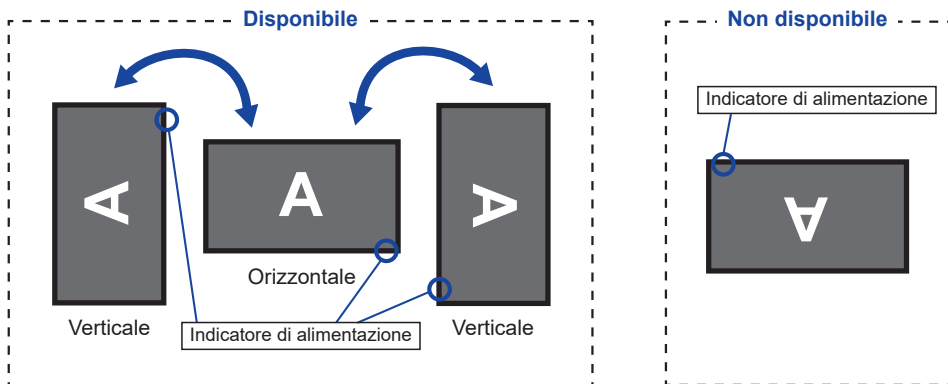 Disponibile
Non disponibile
Indicatore di alimentazione
A
A
A
A
Orizzontale
Verticale
Indicatore di alimentazione
Verticale